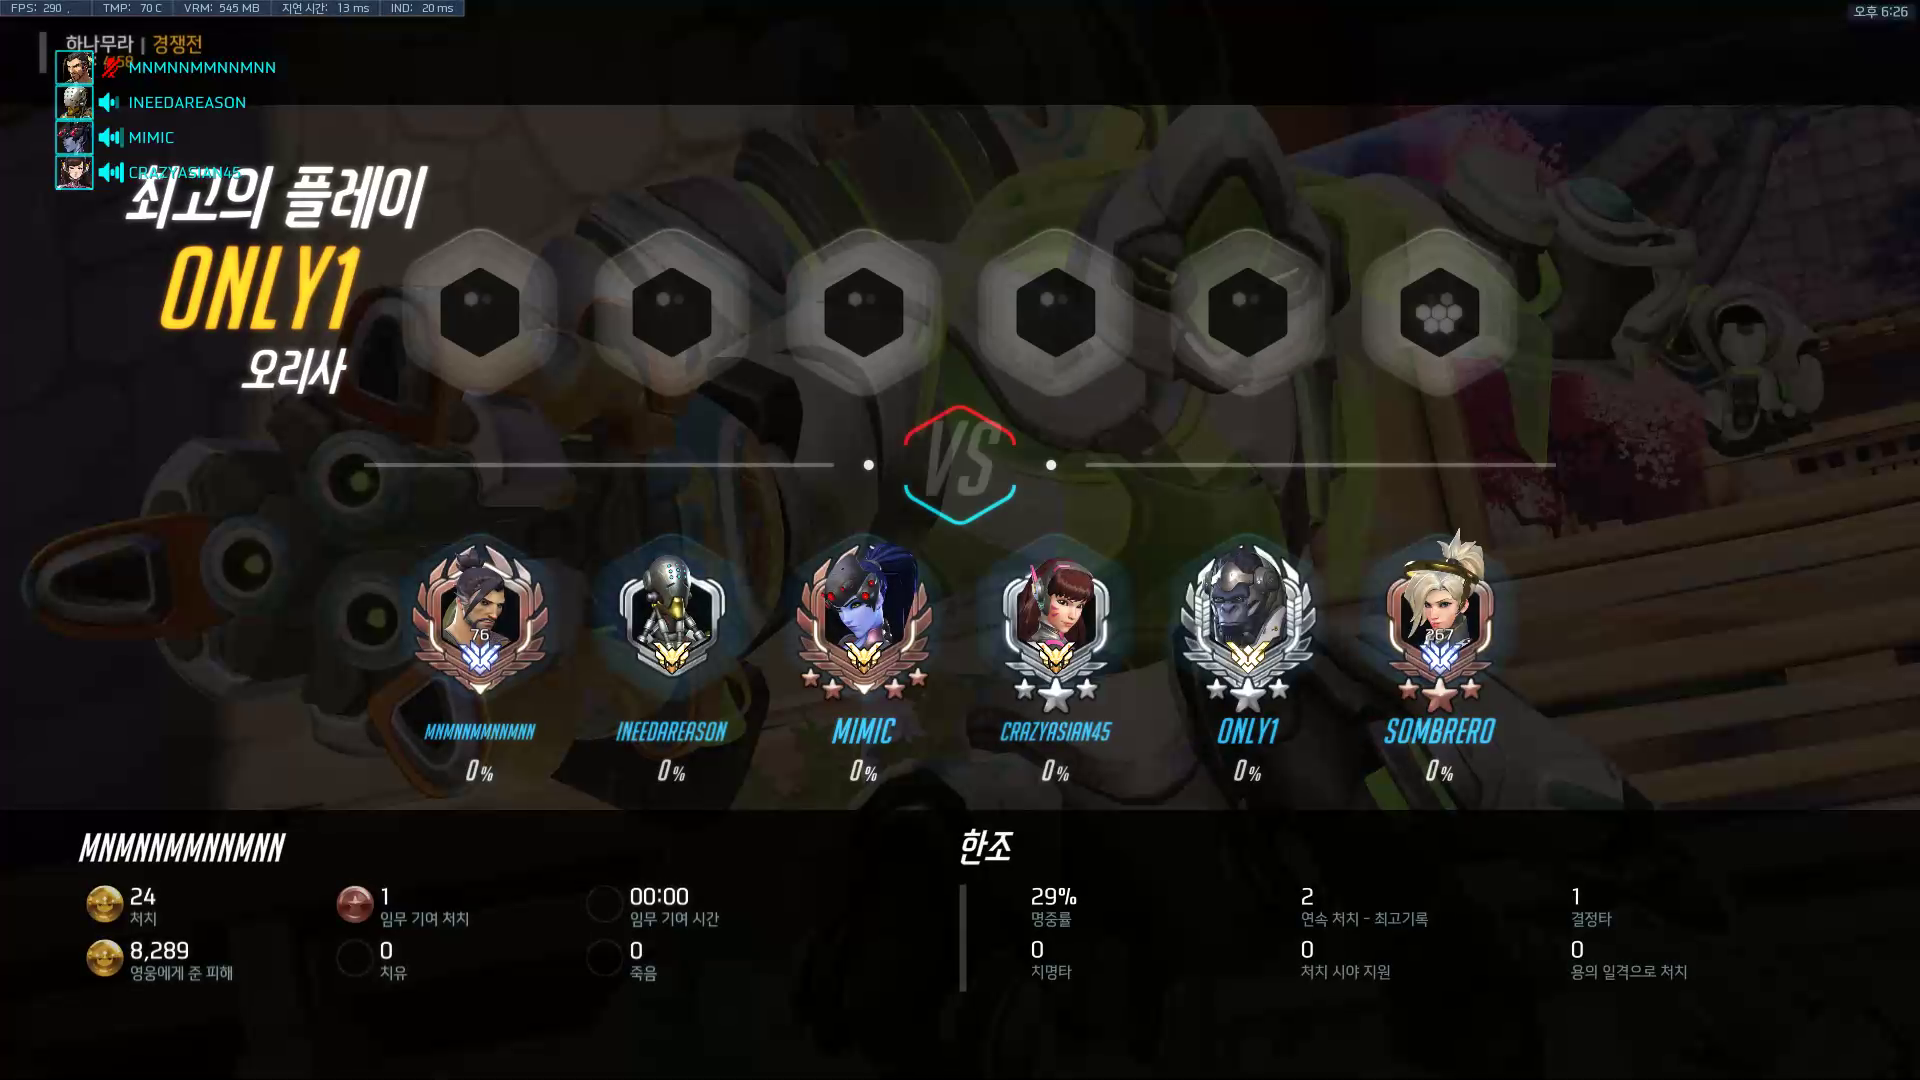 FPS: 290 TMP: 70 C VRM: 545 MB 지연 시간: 13 ms IND: 20 ms
오후 6:26
하나무라 | 경쟁전
MNMNNMMNNMNN
INEEDAREASON
MIMIC
CRAZYASIAN45
최고의 플레이
ONLY1
오리사
VS
76
267
MNMNNMMNNMNN INEEDAREASON MIMIC CRAZYASIAN45 ONLY1 SOMBRERO
0% 0% 0% 0% 0% 0%
MNMNNMMNNMNN
24
처치
1
임무 기여 처치
00:00
임무 기여 시간
8,289
영웅에게 준 피해
0
치유
0
죽음
한조
29%
명중률
2
연속 처치 - 최고기록
1
결정타
0
치명타
0
처치 시야 지원
0
용의 일격으로 처치